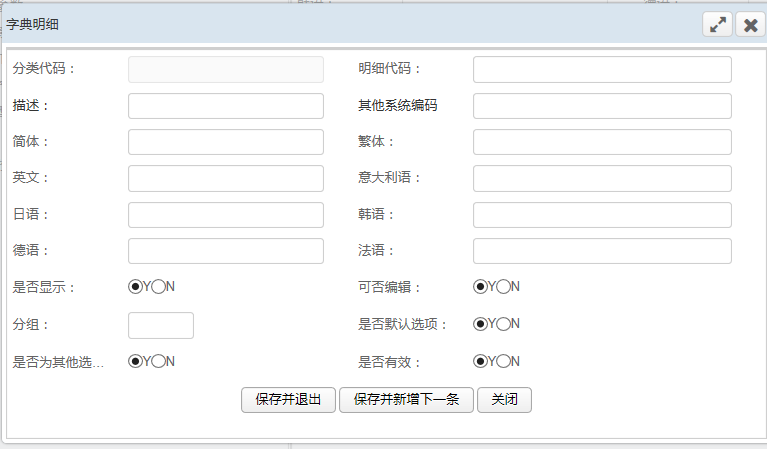 字典明细
分类代码： 明细代码：
描述： 其他系统编码
简体： 繁体：
英文： 意大利语：
日语： 韩语：
德语： 法语：
是否显示： Y N 可否编辑： Y N
分组： 是否默认选项： Y N
是否为其他选... Y N 是否有效： Y N
保存并退出 保存并新增下一条 关闭